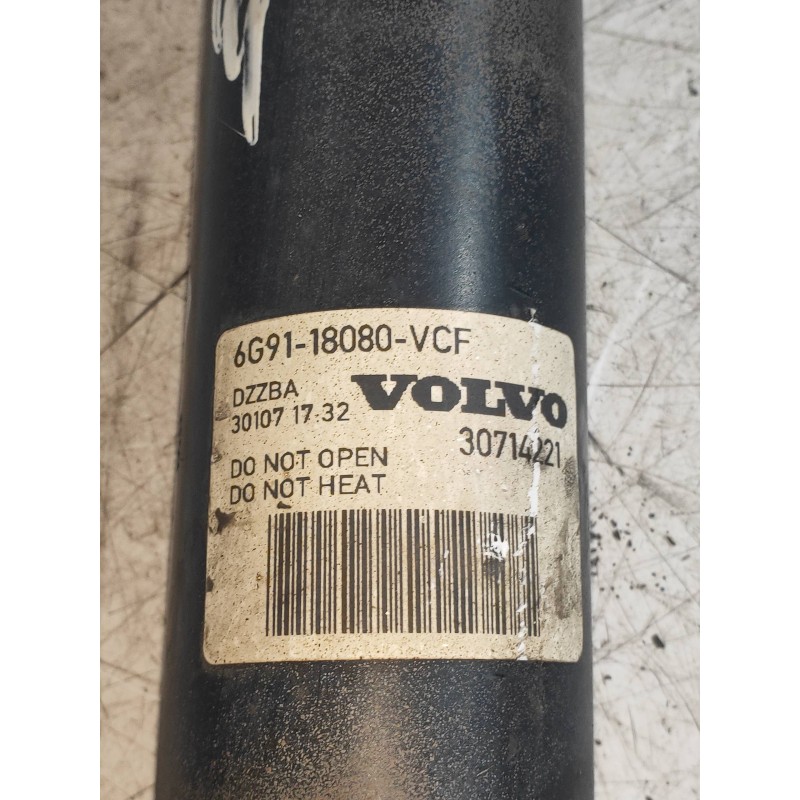 6G91-18080-VCF
DZZBA
30107 17:32
VOLVO
30714221
DO NOT OPEN
DO NOT HEAT